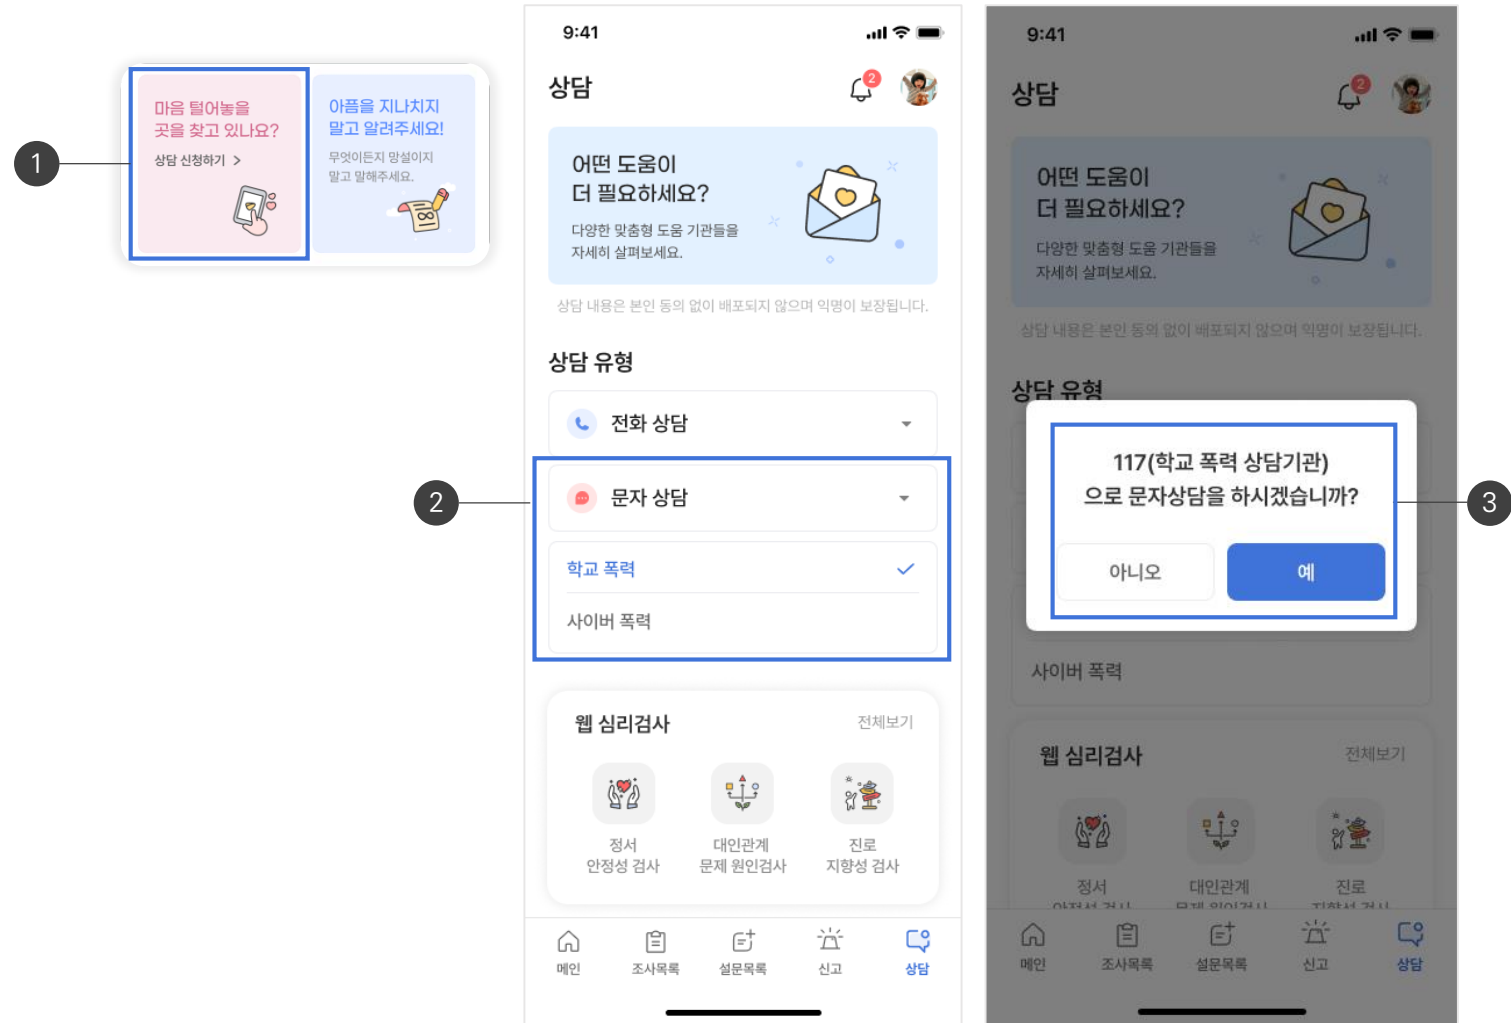 1
마음 털어놓을
곳을 찾고 있나요?
상담 신청하기 >
아픔을 지나치지
말고 알려주세요!
무엇이든지 망설이지
말고 말해주세요.
9:41
상담
2
어떤 도움이
더 필요하세요?
다양한 맞춤형 도움 기관들을
자세히 살펴보세요.
상담 내용은 본인 동의 없이 배포되지 않으며 익명이 보장됩니다.
상담 유형
전화 상담
2
문자 상담
학교 폭력
사이버 폭력
웹 심리검사
전체보기
정서
안정성 검사
대인관계
문제 원인검사
진로
지향성 검사
메인
조사목록
설문목록
신고
상담
9:41
상담
2
어떤 도움이
더 필요하세요?
다양한 맞춤형 도움 기관들을
자세히 살펴보세요.
상담 내용은 본인 동의 없이 배포되지 않으며 익명이 보장됩니다.
상담 유형
117(학교 폭력 상담기관)
으로 문자상담을 하시겠습니까?
아니오
예
3
사이버 폭력
웹 심리검사
전체보기
정서
안정성 검사
대인관계
문제 원인검사
진로
지향성 검사
메인
조사목록
설문목록
신고
상담